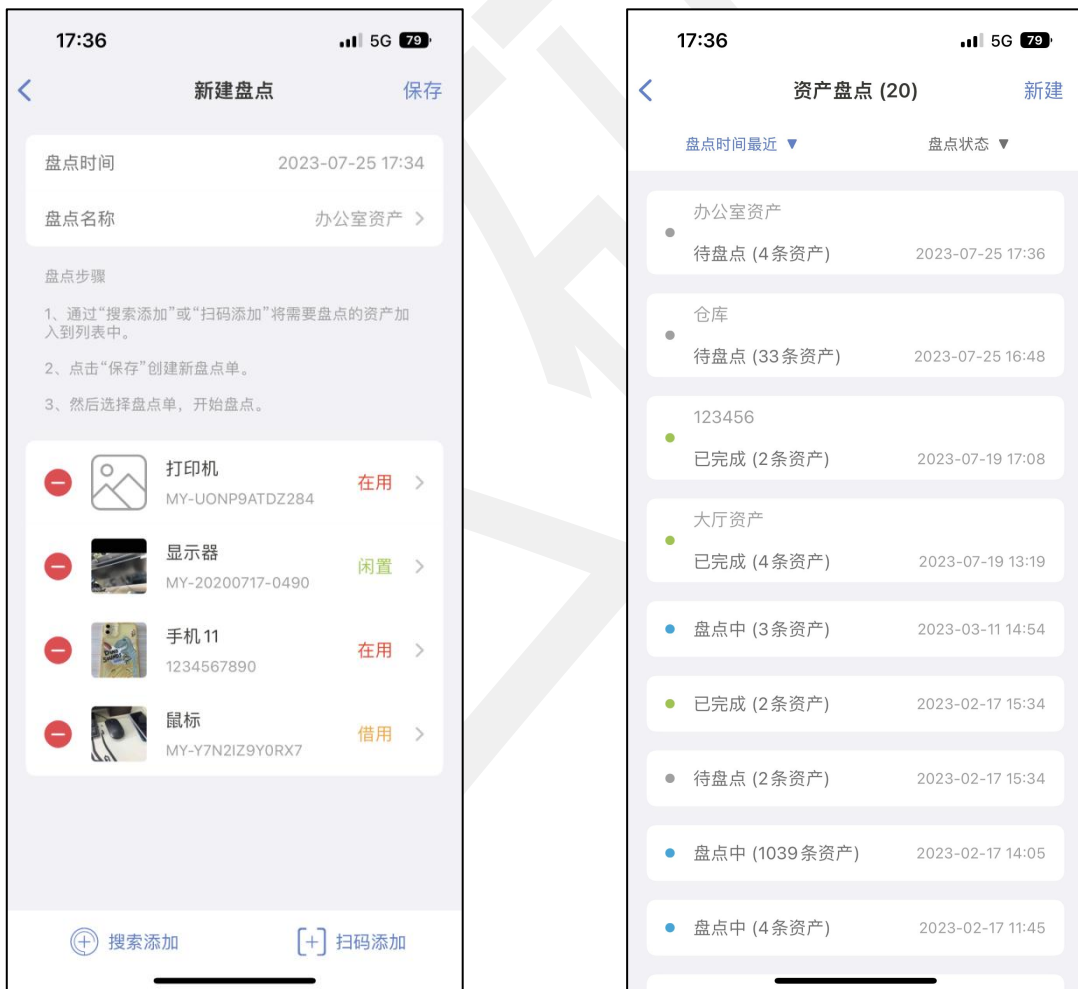 17:36
5G 79
新建盘点
保存
盘点时间
2023-07-25 17:34
盘点名称
办公室资产
盘点步骤
1、通过“搜索添加”或“扫码添加”将需要盘点的资产加
入到列表中。
2、点击“保存”创建新盘点单。
3、然后选择盘点单，开始盘点。
打印机
MY-UONP9ATDZ284
在用
显示器
MY-20200717-0490
闲置
手机11
1234567890
在用
鼠标
MY-Y7N2IZ9Y0RX7
借用
搜索添加
扫码添加
17:36
5G 79
资产盘点 (20)
新建
盘点时间最近 ▼
盘点状态 ▼
办公室资产
待盘点 (4条资产)
2023-07-25 17:36
仓库
待盘点 (33条资产)
2023-07-25 16:48
123456
已完成 (2条资产)
2023-07-19 17:08
大厅资产
已完成 (4条资产)
2023-07-19 13:19
盘点中 (3条资产)
2023-03-11 14:54
已完成 (2条资产)
2023-02-17 15:34
待盘点 (2条资产)
2023-02-17 15:34
盘点中 (1039条资产)
2023-02-17 14:05
盘点中 (4条资产)
2023-02-17 11:45